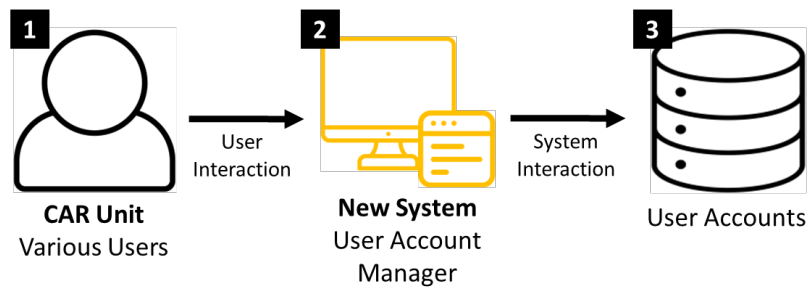 1
CAR Unit
Various Users
User
Interaction
2
New System
User Account
Manager
System
Interaction
3
User Accounts